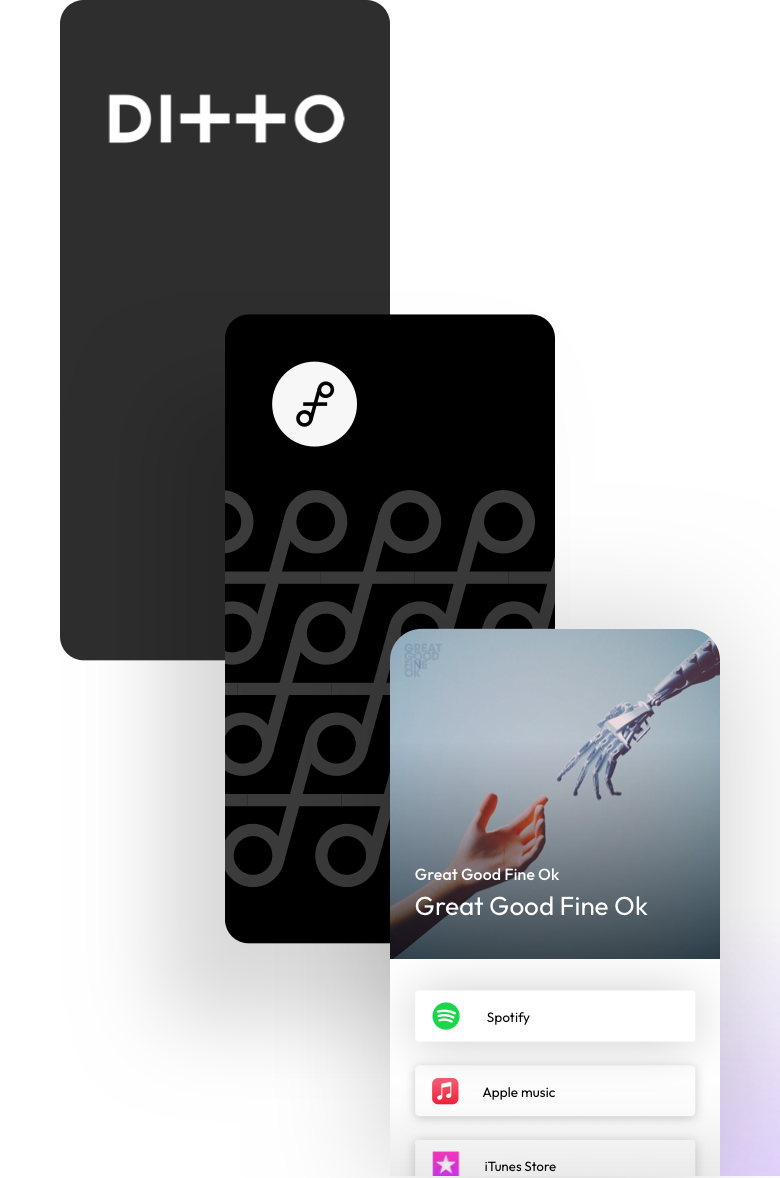 DITTO
GREAT
GOOD
FINE
OK
Great Good Fine Ok
Great Good Fine Ok
Spotify
Apple music
iTunes Store